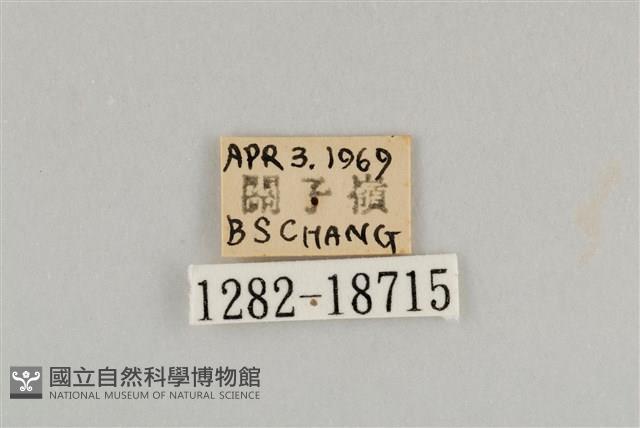 APR 3. 1969
關子嶺
B S CHANG
1282-18715
國立自然科學博物館
NATIONAL MUSEUM OF NATURAL SCIENCE